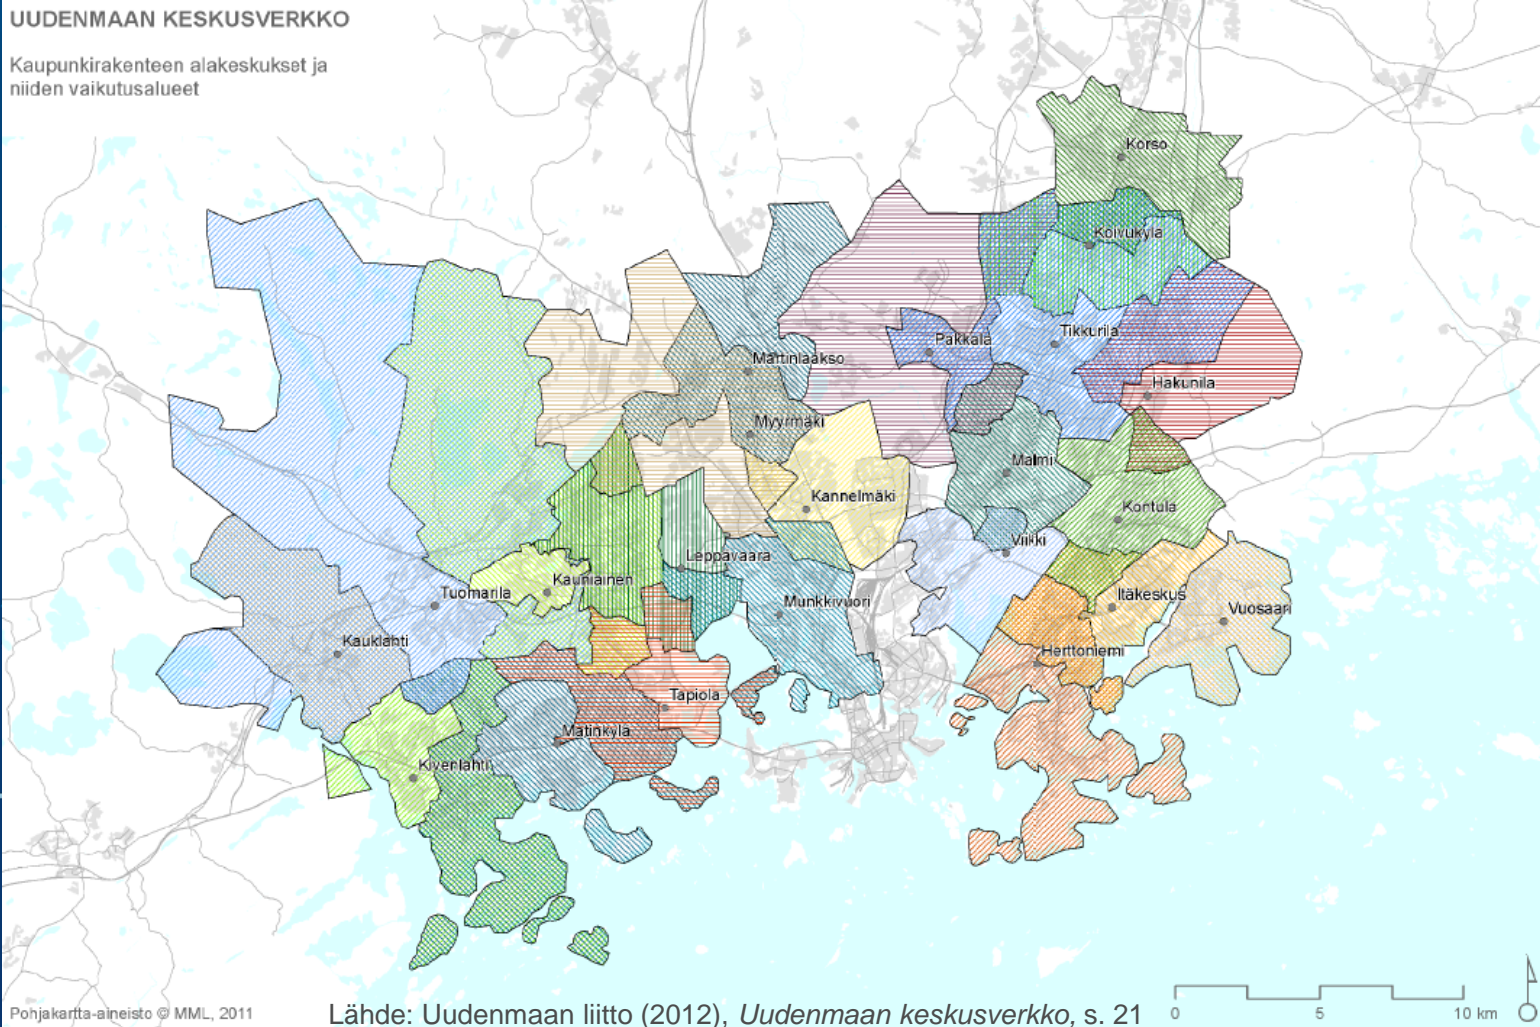 UUDENMAAN KESKUSVERKKO
Kaupunkirakenteen alakeskukset ja
niiden vaikutusalueet
Korso
Koivukylä
Tikkurila
Pakkala
Martinlaakso
Hakunila
Myyrmäki
Malmi
Kannelmäki
Kontula
Viikki
Leppävaara
Kauniainen
Tuomarila
Munkkivuori
Itäkeskus
Vuosaari
Kauklahti
Herttoniemi
Tapiola
Matinkylä
Kivenlahti
Pohjakartta-aineisto © MML, 2011
Lähde: Uudenmaan liitto (2012), Uudenmaan keskusverkko, s. 21
0 5 10 km